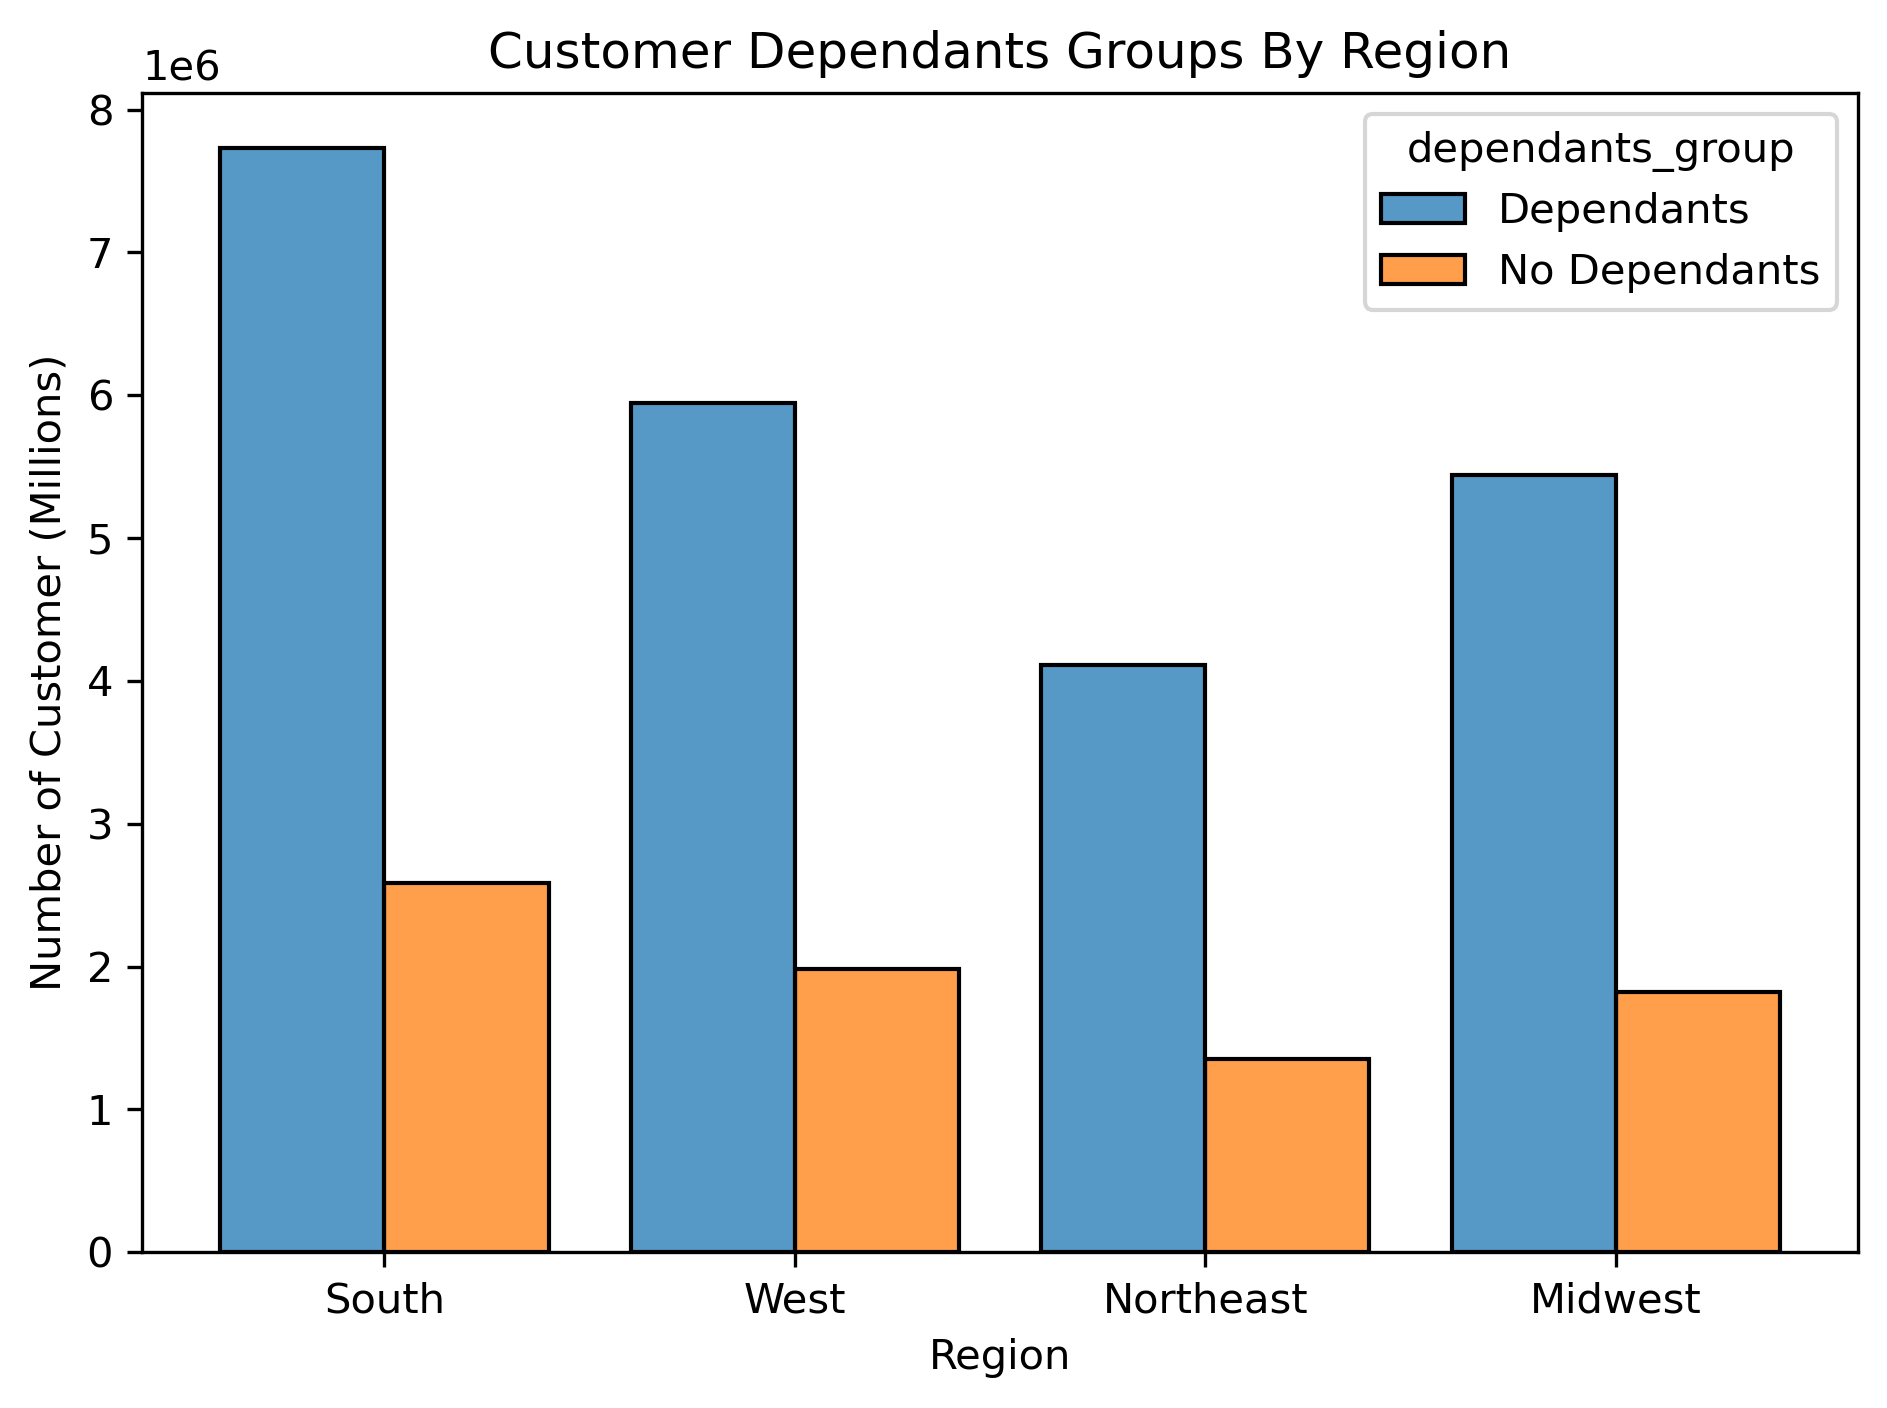 Customer Dependants Groups By Region
1e6
8
7
6
5
4
3
2
1
0
Number of Customer (Millions)
dependants_group
Dependants
No Dependants
South
West
Northeast
Midwest
Region